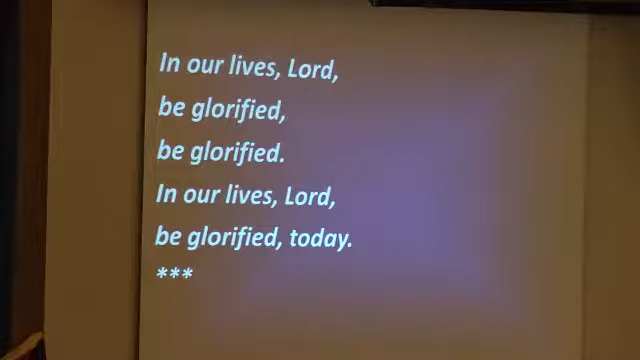 In our lives, Lord,
be glorified,
be glorified.
In our lives, Lord,
be glorified, today.
***